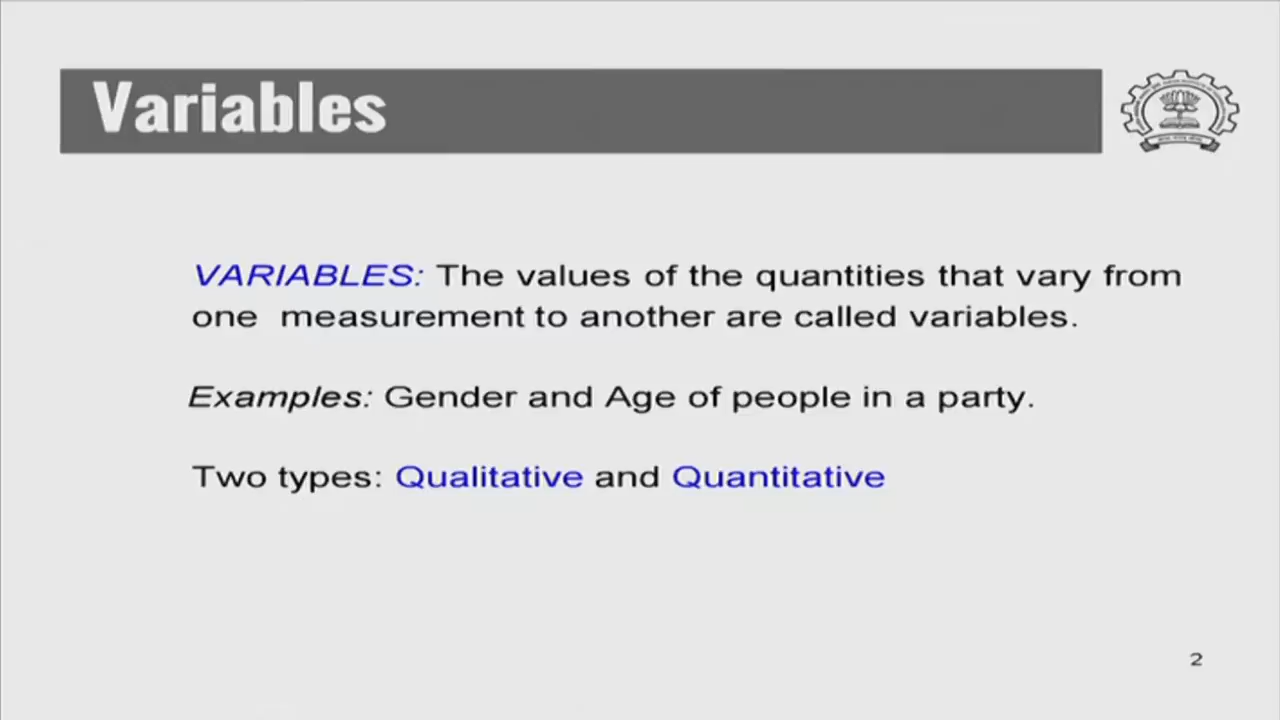 Variables
VARIABLES: The values of the quantities that vary from
one measurement to another are called variables.
Examples: Gender and Age of people in a party.
Two types: Qualitative and Quantitative
2